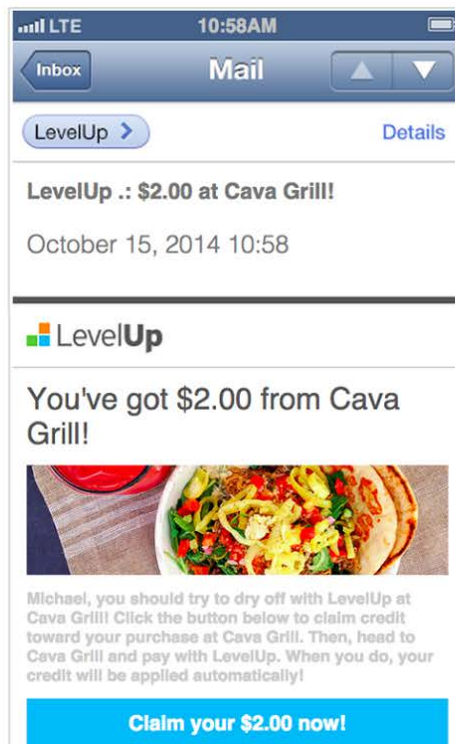 LTE 10:58AM
Inbox Mail
LevelUp Details
LevelUp .: $2.00 at Cava Grill!
October 15, 2014 10:58
LevelUp
You've got $2.00 from Cava
Grill!
Michael, you should try to dry off with LevelUp at
Cava Grill! Click the button below to claim credit
toward your purchase at Cava Grill. Then, head to
Cava Grill and pay with LevelUp. When you do, your
credit will be applied automatically!
Claim your $2.00 now!